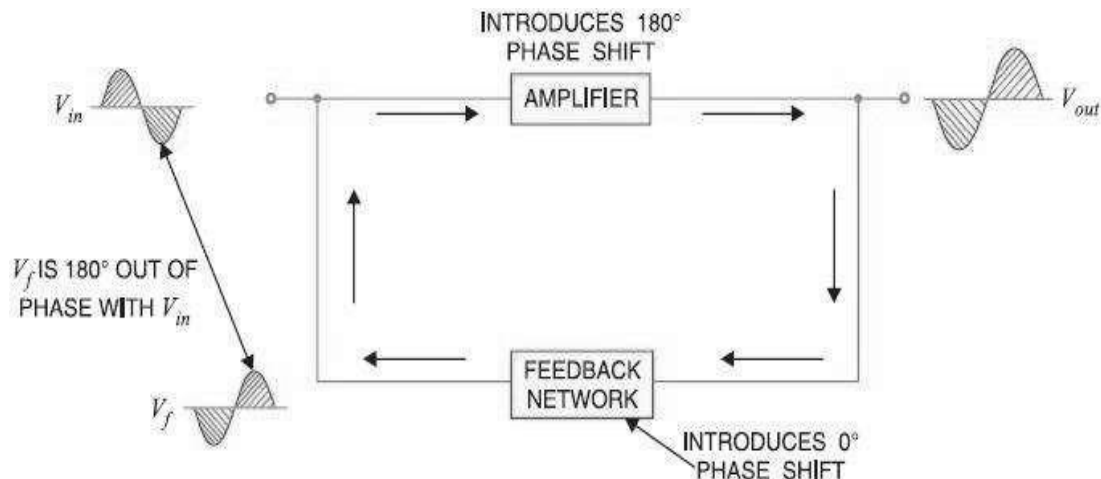 INTRODUCES 180°
PHASE SHIFT
AMPLIFIER
V_in
V_out
V_f IS 180° OUT OF
PHASE WITH V_in
V_f
FEEDBACK
NETWORK
INTRODUCES 0°
PHASE SHIFT